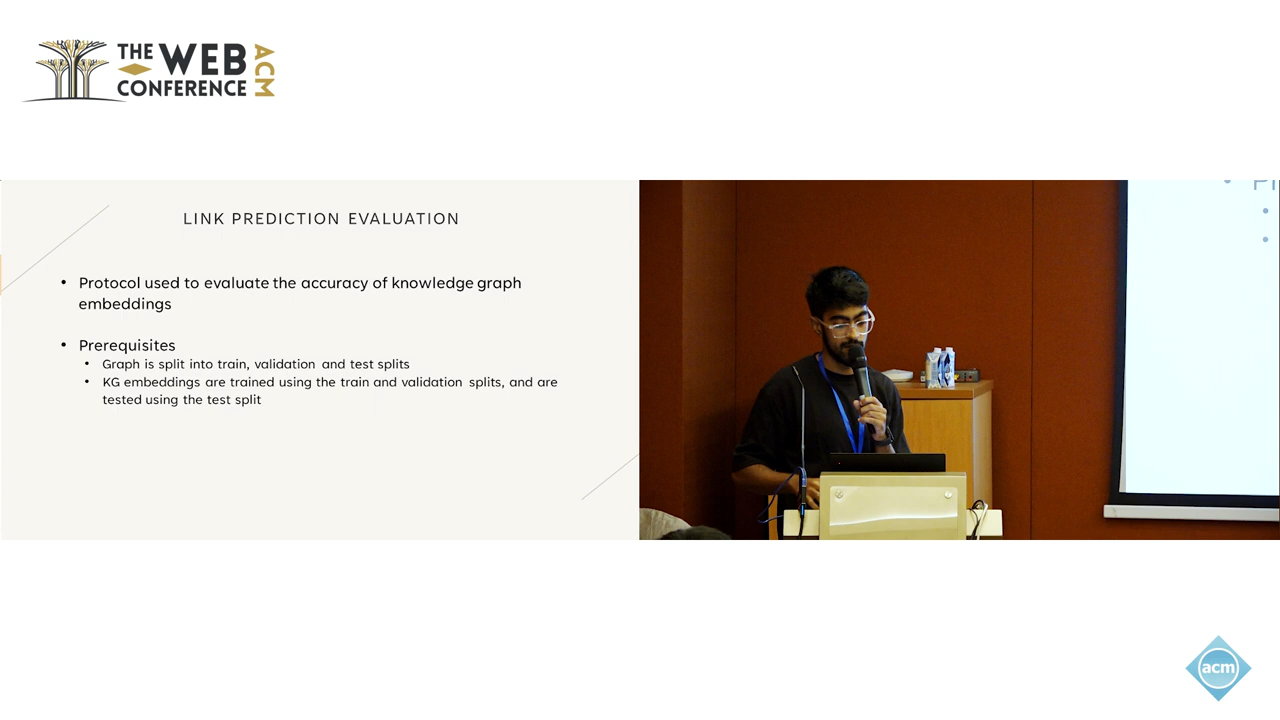 THE WEB
CONFERENCE
ACM
LINK PREDICTION EVALUATION
• Protocol used to evaluate the accuracy of knowledge graph
embeddings
• Prerequisites
• Graph is split into train, validation and test splits
• KG embeddings are trained using the train and validation splits, and are
tested using the test split
acm